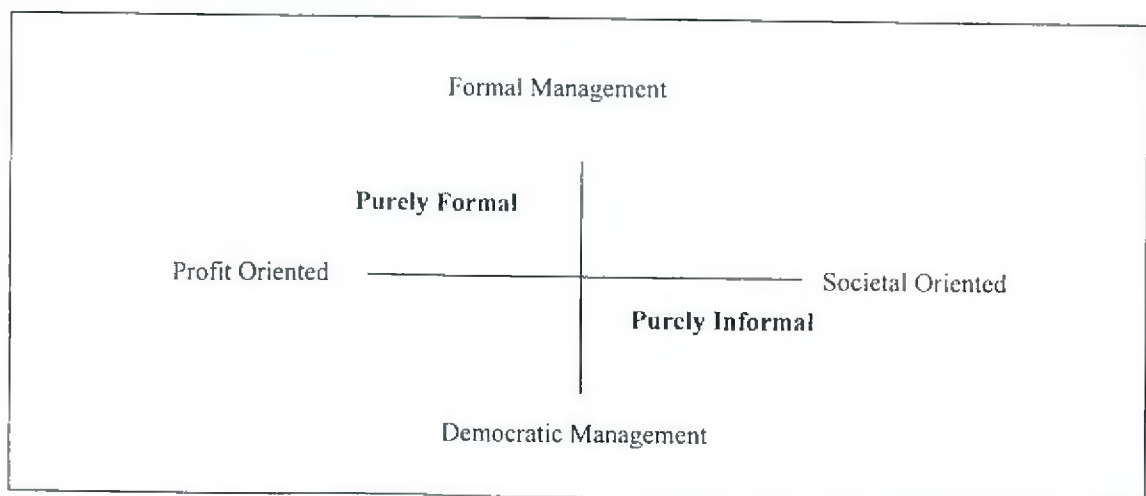 Formal Management
Purely Formal
Profit Oriented
Societal Oriented
Purely Informal
Democratic Management